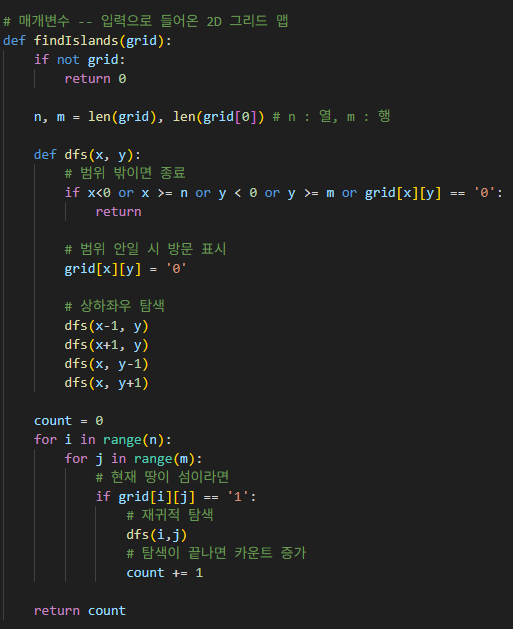 # 매개변수 -- 입력으로 들어온 2D 그리드 맵
def findIslands(grid):
    if not grid:
        return 0

    n, m = len(grid), len(grid[0]) # n : 열, m : 행

    def dfs(x, y):
        # 범위 밖이면 종료
        if x<0 or x >= n or y < 0 or y >= m or grid[x][y] == '0':
            return

        # 범위 안일 시 방문 표시
        grid[x][y] = '0'

        # 상하좌우 탐색
        dfs(x-1, y)
        dfs(x+1, y)
        dfs(x, y-1)
        dfs(x, y+1)

    count = 0
    for i in range(n):
        for j in range(m):
            # 현재 땅이 섬이라면
            if grid[i][j] == '1':
                # 재귀적 탐색
                dfs(i,j)
                # 탐색이 끝나면 카운트 증가
                count += 1

    return count